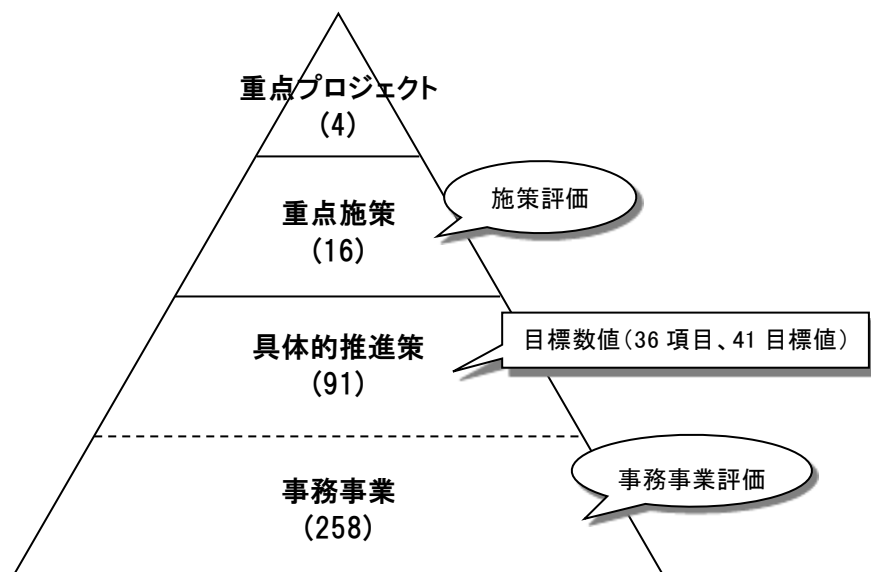 重点プロジェクト
(4)
重点施策
(16)
施策評価
具体的推進策
(91)
目標数値(36 項目、41 目標値)
事務事業
(258)
事務事業評価